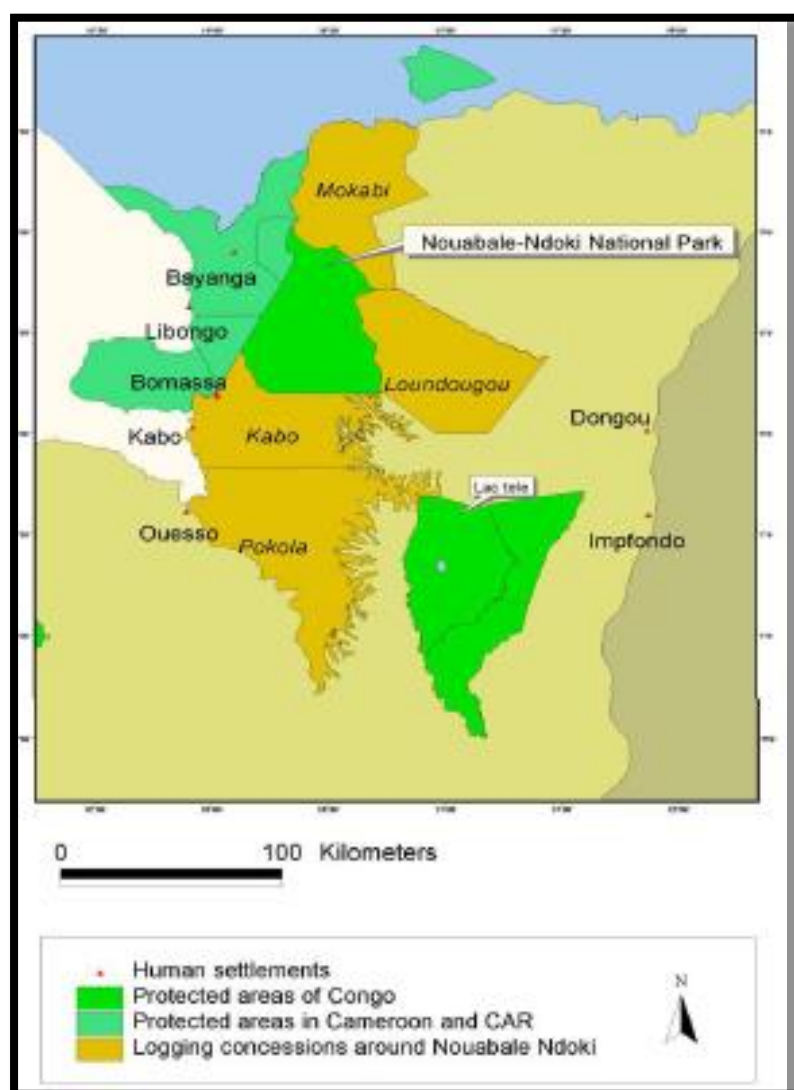 Mokabi
Nouabale-Ndoki National Park
Bayanga
Libongo
Bomassa
Loundougou
Dongou
Kabo
Kabo
Lac tele
Ouesso
Pokola
Impfondo
0 100 Kilometers
N
Human settlements
Protected areas of Congo
Protected areas in Cameroon and CAR
Logging concessions around Nouabale Ndoki